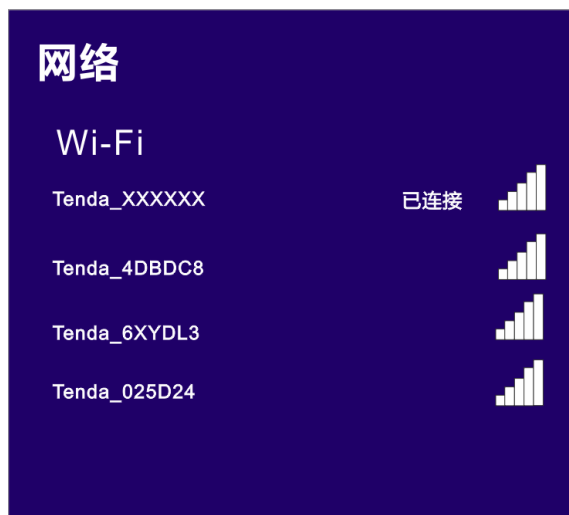 网络
Wi-Fi
Tenda_XXXXXX 已连接
Tenda_4DBDC8
Tenda_6XYDL3
Tenda_025D24